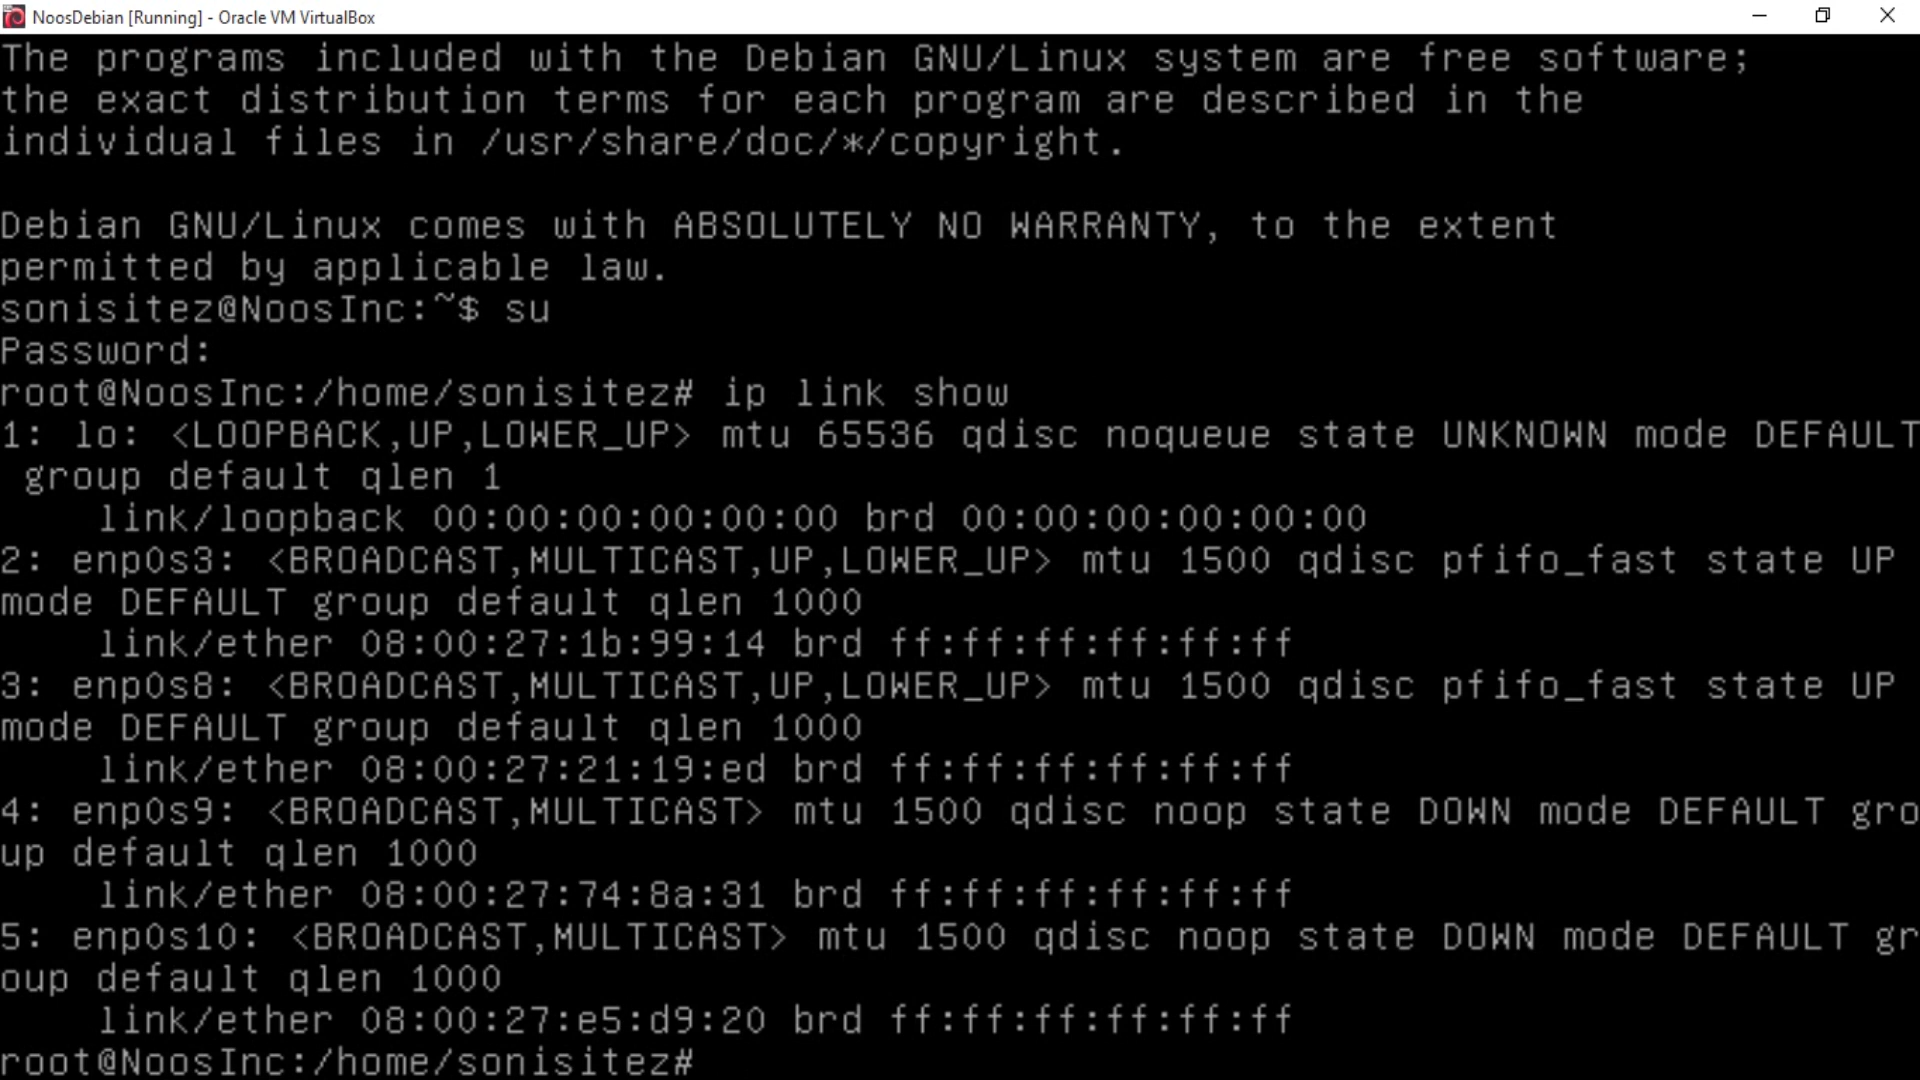 NoosDebian [Running] - Oracle VM VirtualBox
The programs included with the Debian GNU/Linux system are free software;
the exact distribution terms for each program are described in the
individual files in /usr/share/doc/*/copyright.
Debian GNU/Linux comes with ABSOLUTELY NO WARRANTY, to the extent
permitted by applicable law.
sonisitez@NoosInc:~$ su
Password:
root@NoosInc:/home/sonisitez# ip link show
1: lo: <LOOPBACK,UP,LOWER_UP> mtu 65536 qdisc noqueue state UNKNOWN mode DEFAULT
 group default qlen 1
    link/loopback 00:00:00:00:00:00 brd 00:00:00:00:00:00
2: enp0s3: <BROADCAST,MULTICAST,UP,LOWER_UP> mtu 1500 qdisc pfifo_fast state UP
mode DEFAULT group default qlen 1000
    link/ether 08:00:27:1b:99:14 brd ff:ff:ff:ff:ff:ff
3: enp0s8: <BROADCAST,MULTICAST,UP,LOWER_UP> mtu 1500 qdisc pfifo_fast state UP
mode DEFAULT group default qlen 1000
    link/ether 08:00:27:21:19:ed brd ff:ff:ff:ff:ff:ff
4: enp0s9: <BROADCAST,MULTICAST> mtu 1500 qdisc noop state DOWN mode DEFAULT gro
up default qlen 1000
    link/ether 08:00:27:74:8a:31 brd ff:ff:ff:ff:ff:ff
5: enp0s10: <BROADCAST,MULTICAST> mtu 1500 qdisc noop state DOWN mode DEFAULT gr
oup default qlen 1000
    link/ether 08:00:27:e5:d9:20 brd ff:ff:ff:ff:ff:ff
root@NoosInc:/home/sonisitez#